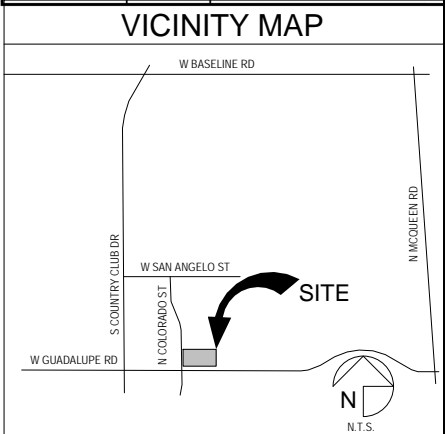 VICINITY MAP
W BASELINE RD
S COUNTRY CLUB DR
N MCQUEEN RD
W SAN ANGELO ST
N COLORADO ST
SITE
W GUADALUPE RD
N
N.T.S.